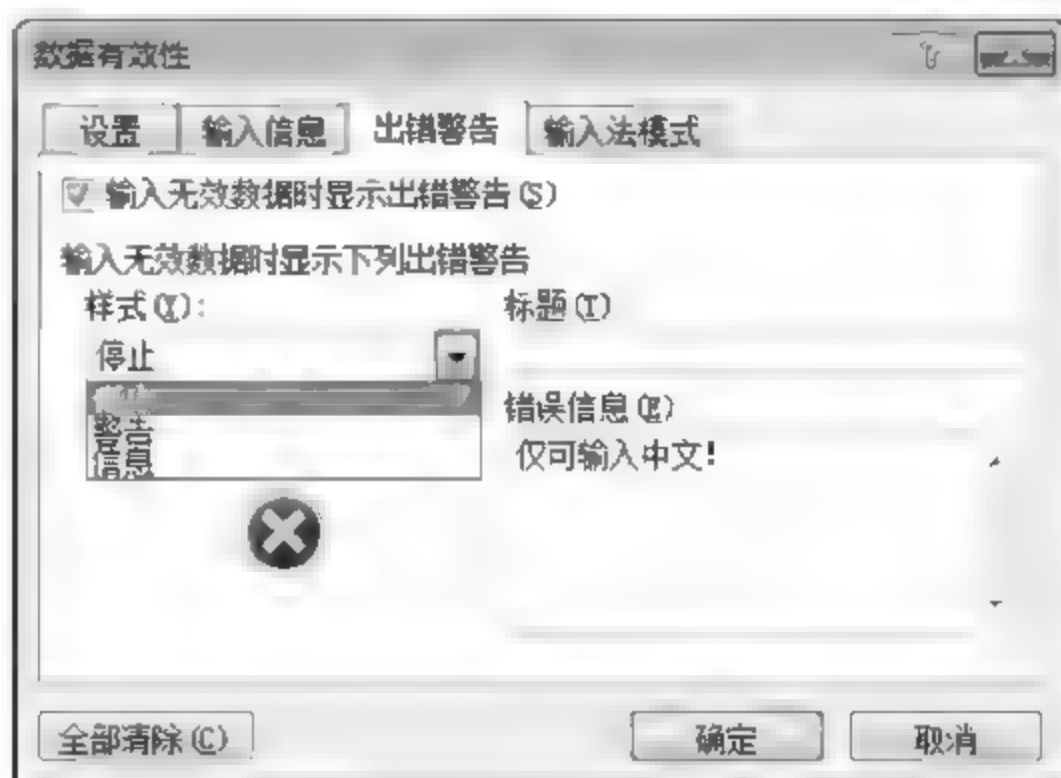 数据有效性
设置 输入信息 出错警告 输入法模式
输入无效数据时显示出错警告(S)
输入无效数据时显示下列出错警告
样式(Y): 标题(T)
停止
错误信息(E)
警告
仅可输入中文!
信息
全部清除(C) 确定 取消